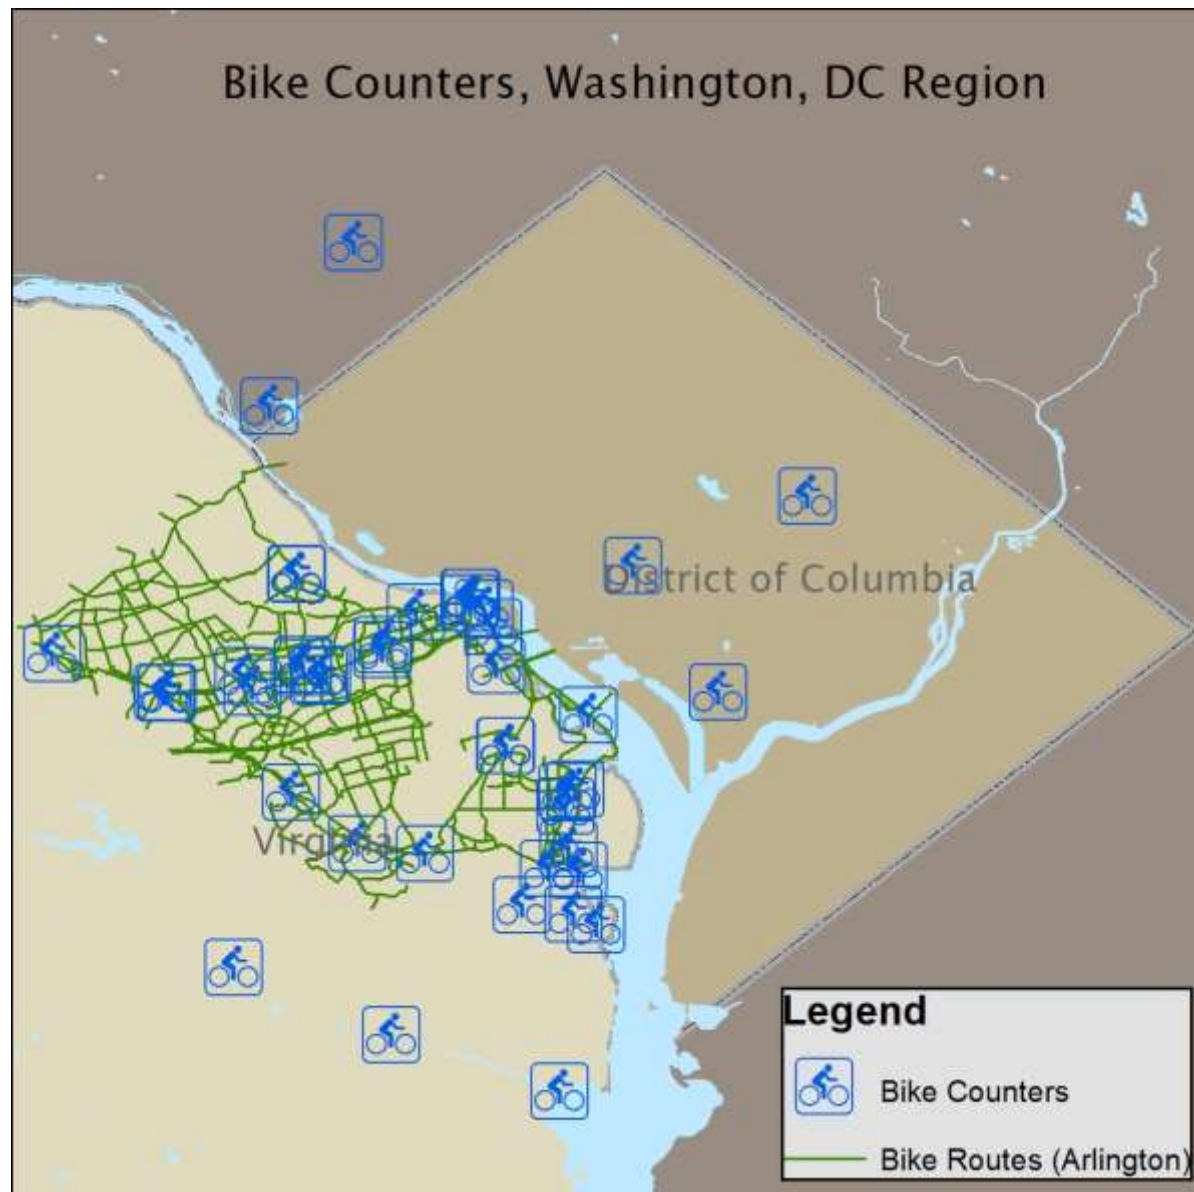 Bike Counters, Washington, DC Region
District of Columbia
Virginia
Legend
Bike Counters
Bike Routes (Arlington)